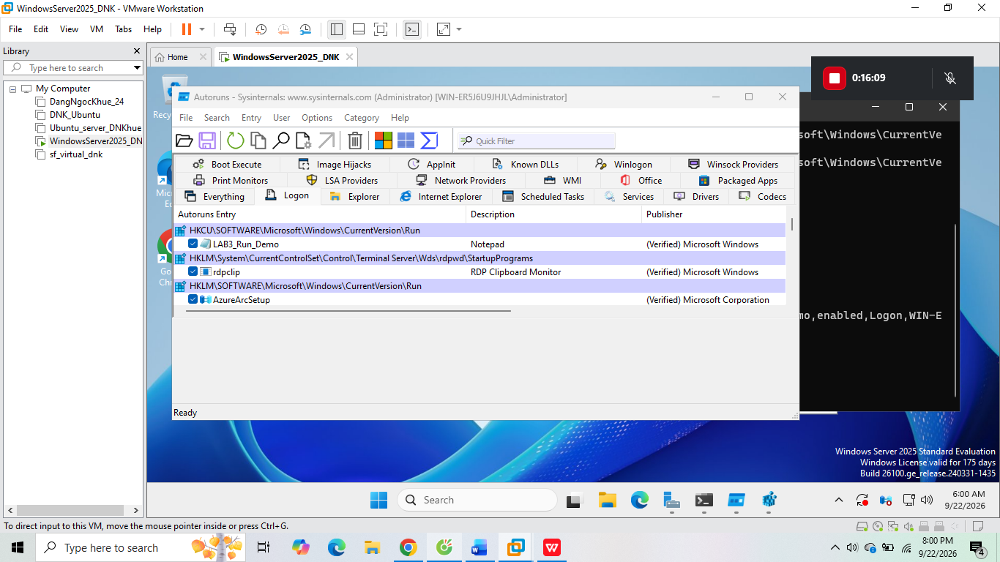 WindowsServer2025_DNK - VMware Workstation
File Edit View VM Tabs Help
Library
Type here to search
My Computer
DangNgocKhue_24
DNK_Ubuntu
Ubuntu_server_DNKhue
WindowsServer2025_DN
sf_virtual_dnk
Home WindowsServer2025_DNK
0:16:09
Recy
Mic
Ed
Go
Chr
Autoruns - Sysinternals: www.sysinternals.com (Administrator) [WIN-ER5J6U9JHJL\Administrator]
File Search Entry User Options Category Help
Quick Filter
Boot Execute Image Hijacks AppInit Known DLLs Winlogon Winsock Providers
Print Monitors LSA Providers Network Providers WMI Office Packaged Apps
Everything Logon Explorer Internet Explorer Scheduled Tasks Services Drivers Codecs
Autoruns Entry Description Publisher
HKCU\SOFTWARE\Microsoft\Windows\CurrentVersion\Run
LAB3_Run_Demo Notepad (Verified) Microsoft Windows
HKLM\System\CurrentControlSet\Control\Terminal Server\Wds\rdpwd\StartupPrograms
rdpclip RDP Clipboard Monitor (Verified) Microsoft Windows
HKLM\SOFTWARE\Microsoft\Windows\CurrentVersion\Run
AzureArcSetup (Verified) Microsoft Corporation
Ready
soft\Windows\CurrentVe
soft\Windows\CurrentVe
mo,enabled,Logon,WIN-E
Windows Server 2025 Standard Evaluation
Windows License valid for 175 days
Build 26100.ge_release.240331-1435
Search
6:00 AM
9/22/2026
To direct input to this VM, move the mouse pointer inside or press Ctrl+G.
Type here to search
8:00 PM
9/22/2026
4